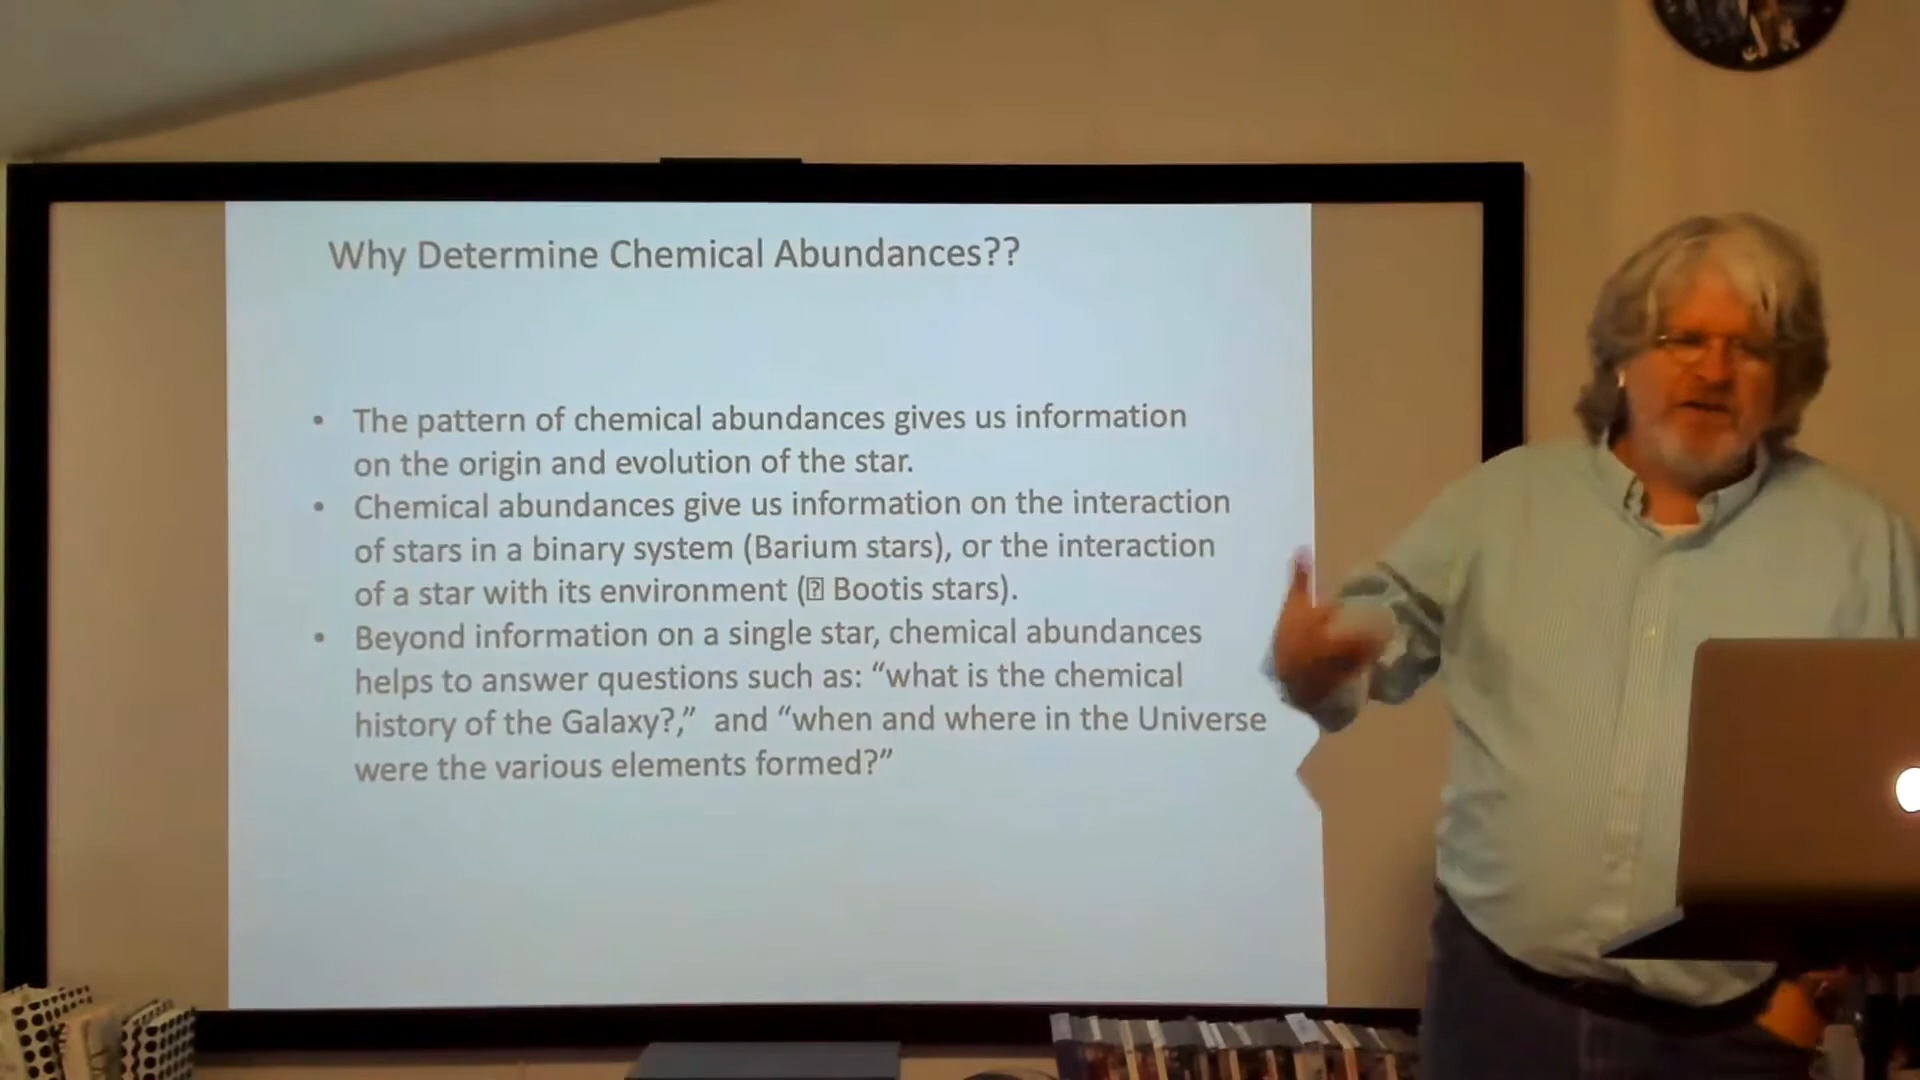 Why Determine Chemical Abundances??
• The pattern of chemical abundances gives us information
on the origin and evolution of the star.
• Chemical abundances give us information on the interaction
of stars in a binary system (Barium stars), or the interaction
of a star with its environment (⍰ Bootis stars).
• Beyond information on a single star, chemical abundances
helps to answer questions such as: “what is the chemical
history of the Galaxy?,” and “when and where in the Universe
were the various elements formed?”